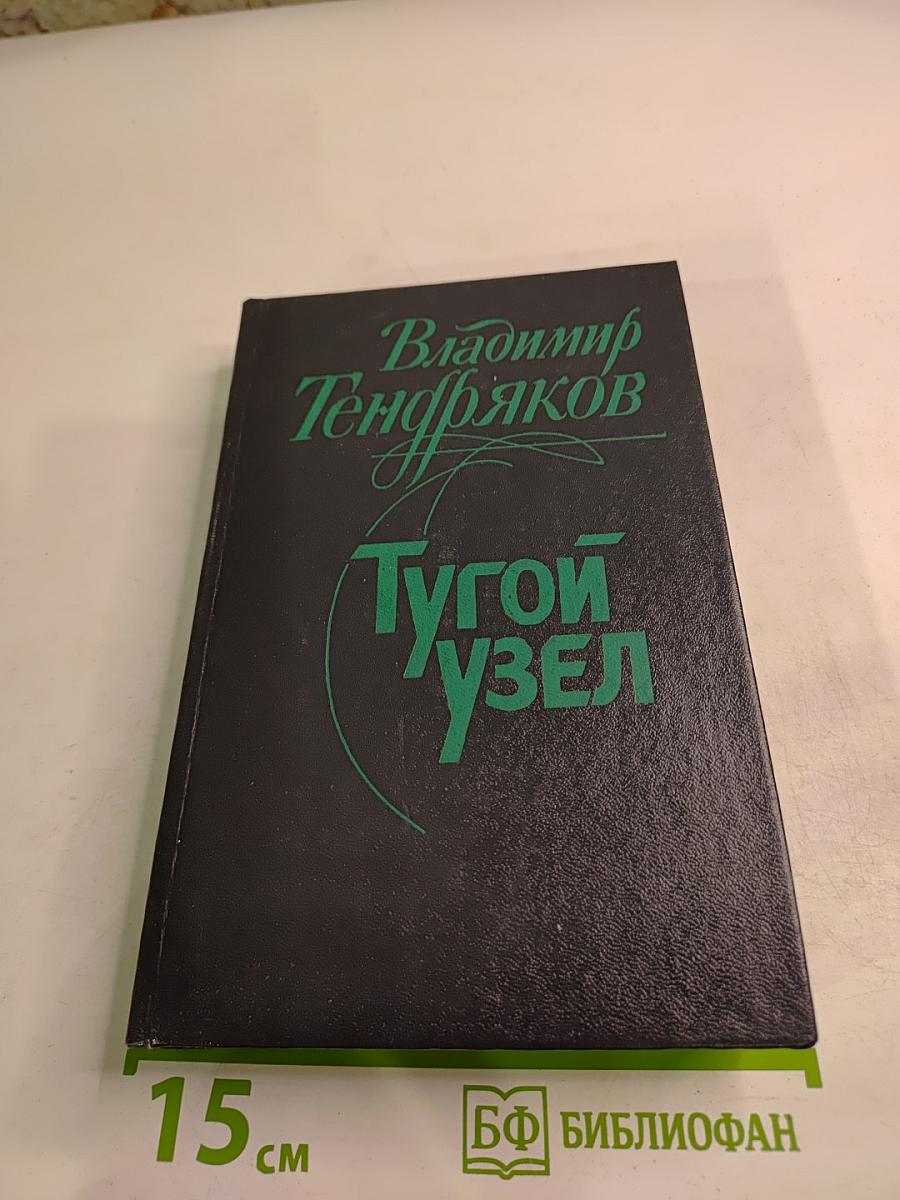 Владимир
Тендряков
Тугой
узел
15 см
БФ БИБЛИОФАН